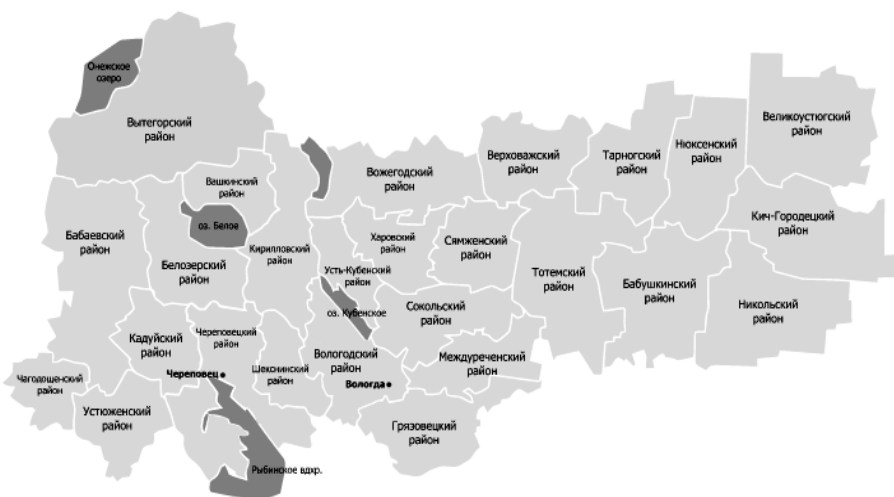 Онежское
озеро
Вытегорский
район
Великоустюгский
район
Нюксенский
район
Верховажский
район
Тарногский
район
Вожегодский
район
Вашкинский
район
оз. Белое
Кич-Городецкий
район
Бабаевский
район
Харовский
район
Сямженский
район
Кирилловский
район
Белозерский
район
Усть-Кубенский
район
Тотемский
район
Бабушкинский
район
Никольский
район
оз. Кубенское
Сокольский
район
Кадуйский
район
Череповецкий
район
Вологодский
район
Междуреченский
район
Шекснинский
район
Череповец
Вологда
Чагодощенский
район
Устюженский
район
Грязовецкий
район
Рыбинское вдхр.